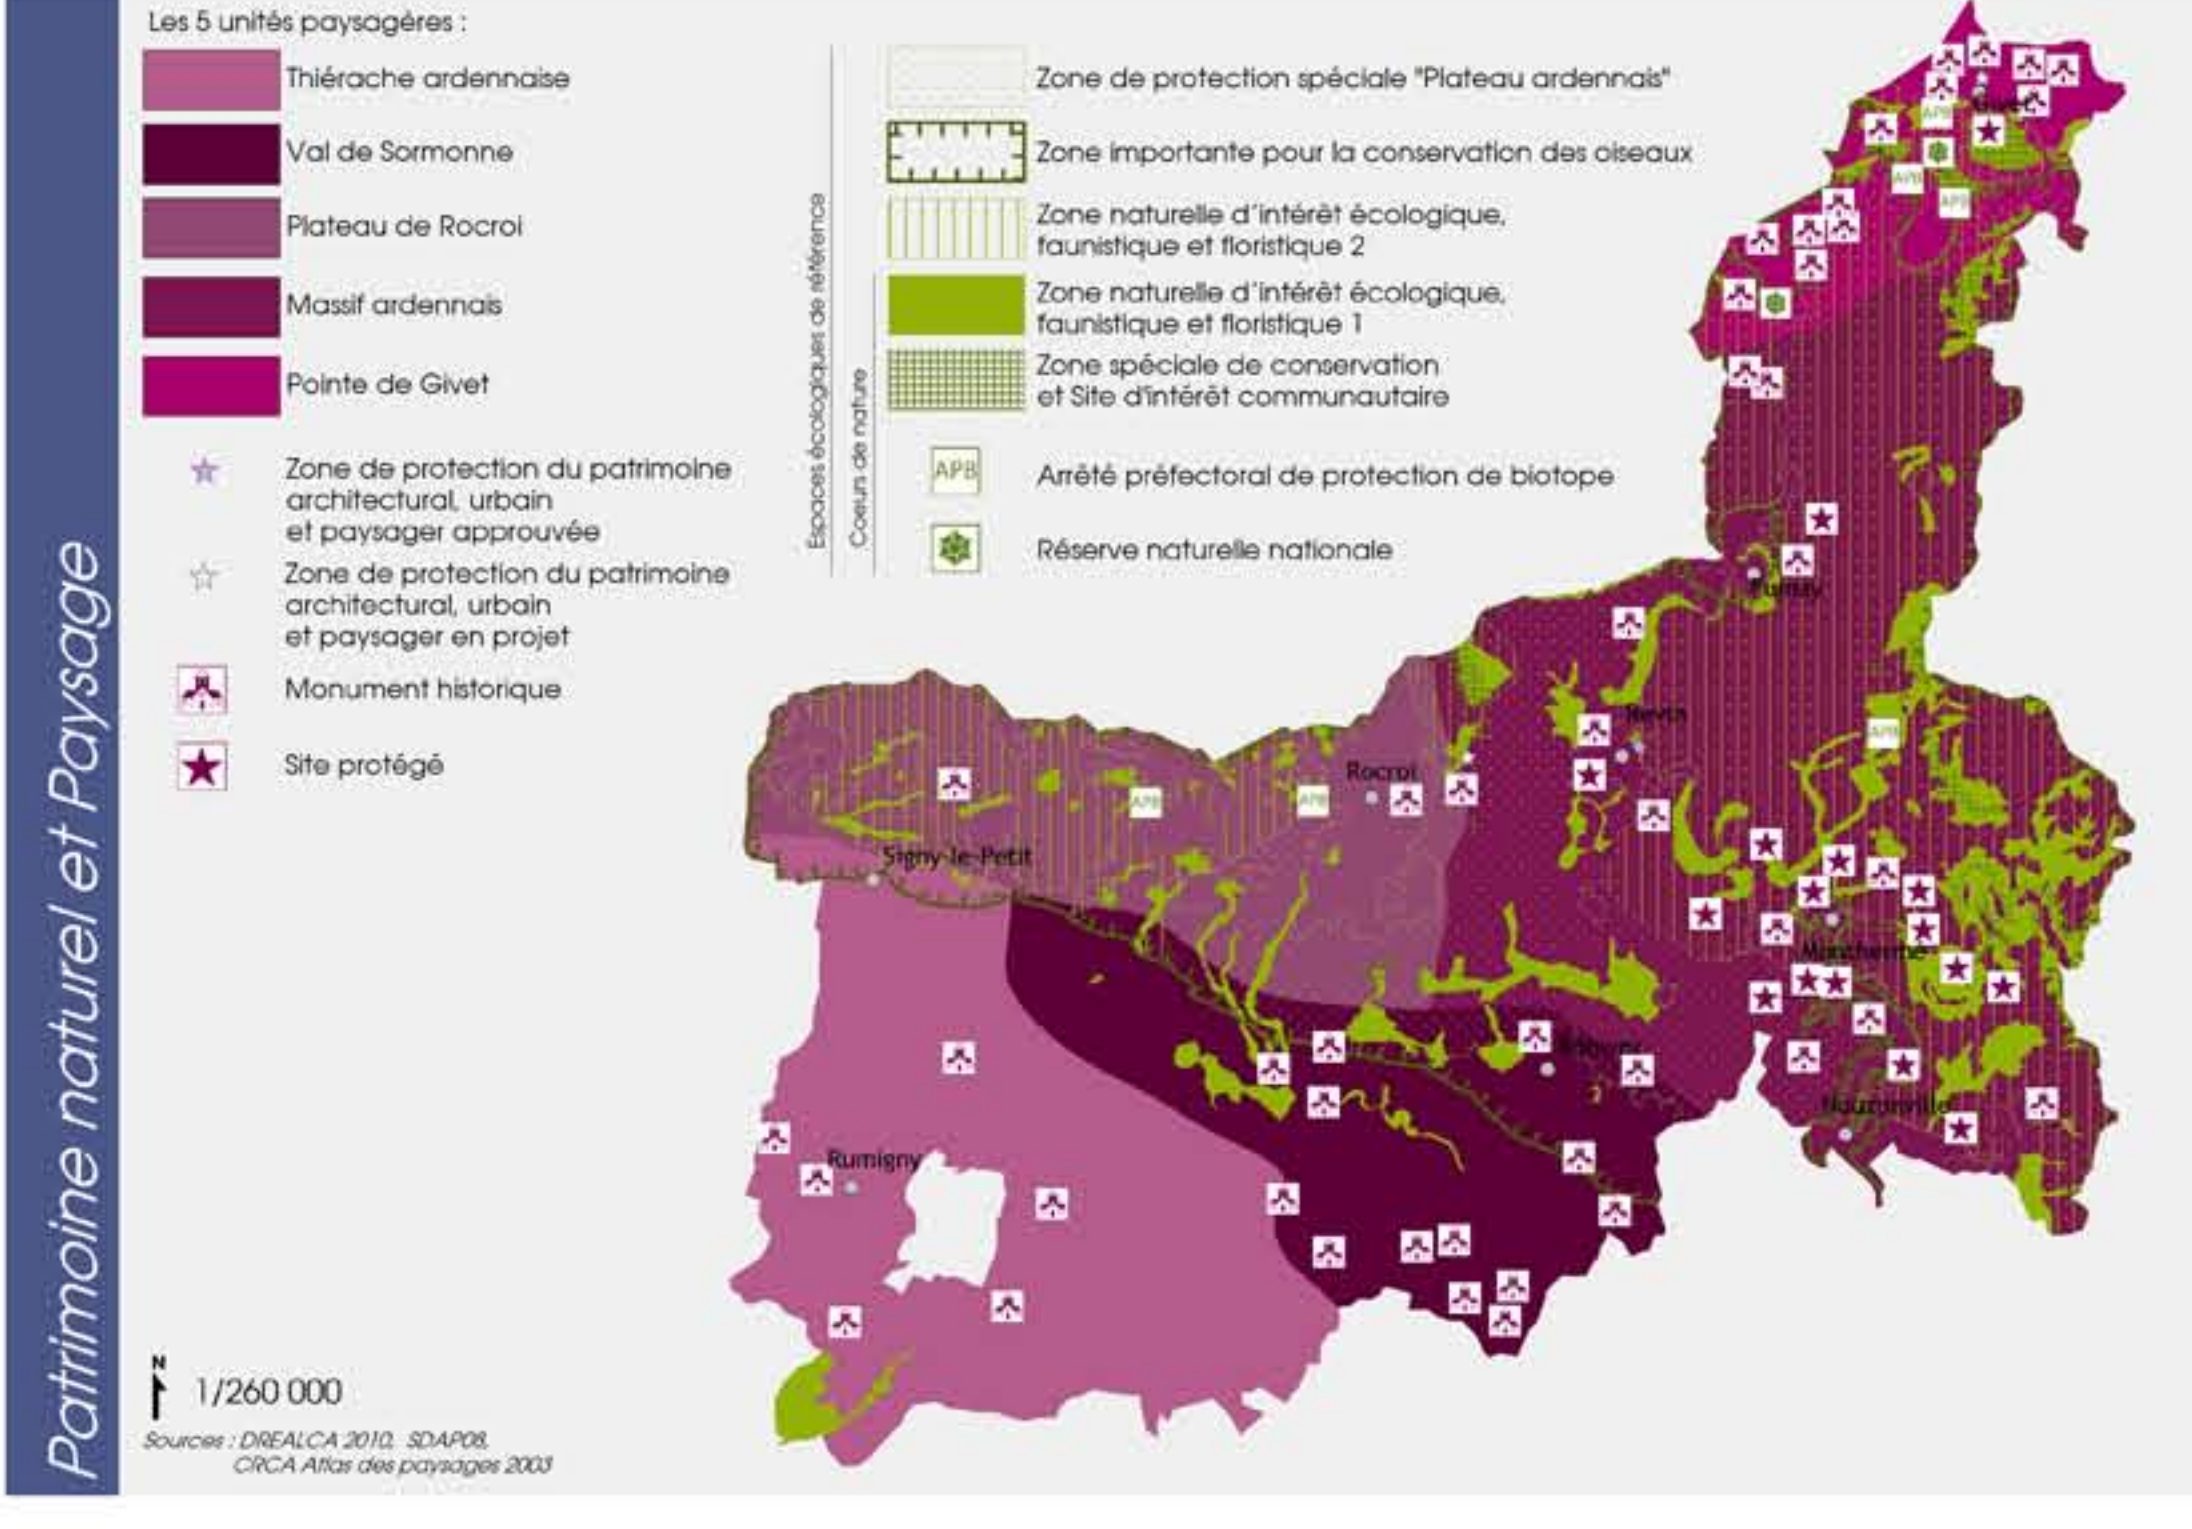 Patrimoine naturel et Paysage
Les 5 unités paysagères :
Thiérache ardennaise
Val de Sormonne
Plateau de Rocroi
Massif ardennais
Pointe de Givet
Zone de protection du patrimoine
architectural, urbain
et paysager approuvée
Zone de protection du patrimoine
architectural, urbain
et paysager en projet
Monument historique
Site protégé
Espaces écologiques de référence
Coeurs de nature
Zone de protection spéciale "Plateau ardennais"
Zone importante pour la conservation des oiseaux
Zone naturelle d'intérêt écologique,
faunistique et floristique 2
Zone naturelle d'intérêt écologique,
faunistique et floristique 1
Zone spéciale de conservation
et Site d'intérêt communautaire
APB
Arrêté préfectoral de protection de biotope
Réserve naturelle nationale
Givet
APB
APB
APB
Fumay
Revin
APB
Rocroi
APB
APB
Signy-le-Petit
Monthermé
Nouzonville
Rumigny
N
1/260 000
Sources : DREALCA 2010, SDAP08,
CRCA Atlas des paysages 2003